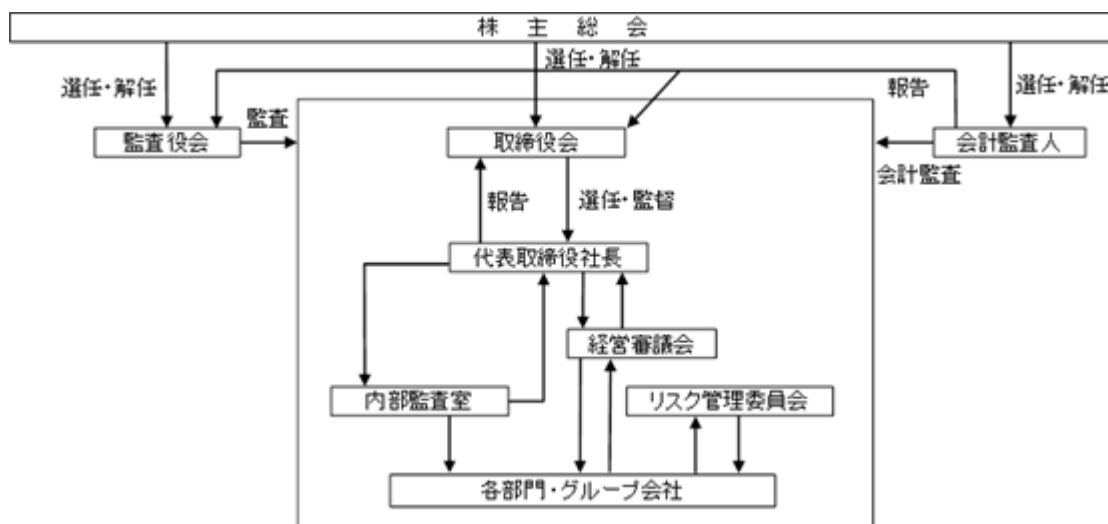 株主総会
選任・解任
選任・解任
報告
選任・解任
監査役会
監査
取締役会
会計監査人
会計監査
報告
選任・監督
代表取締役社長
経営審議会
内部監査室
リスク管理委員会
各部門・グループ会社